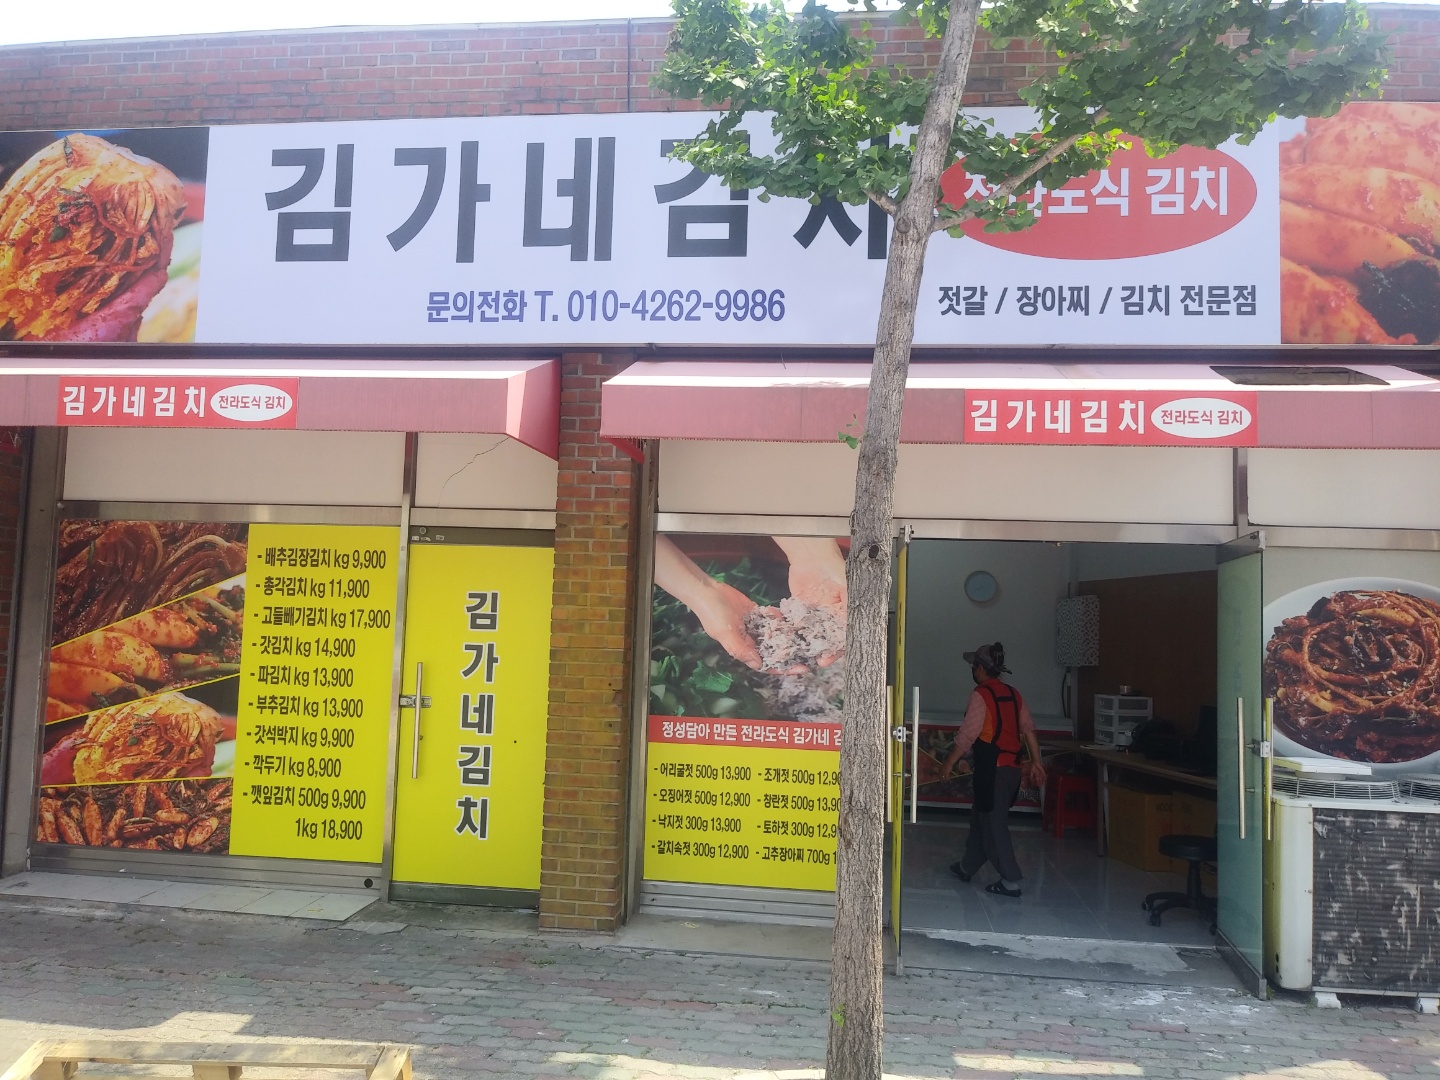 김가네김치
전라도식 김치
문의전화 T. 010-4262-9986
젓갈 / 장아찌 / 김치 전문점
김가네김치 전라도식 김치
김가네김치 전라도식 김치
- 배추김장김치 kg 9,900
- 총각김치 kg 11,900
- 고들빼기김치 kg 17,900
- 갓김치 kg 14,900
- 파김치 kg 13,900
- 부추김치 kg 13,900
- 갓석박지 kg 9,900
- 깍두기 kg 8,900
- 깻잎김치 500g 9,900
1kg 18,900
김가네김치
정성담아 만든 전라도식 김가네
- 어리굴젓 500g 13,900 - 조개젓 500g
- 오징어젓 500g 12,900 - 창란젓 500g
- 낙지젓 300g 13,900 - 토하젓 300g
- 갈치속젓 300g 12,900 - 고추장아찌 700g